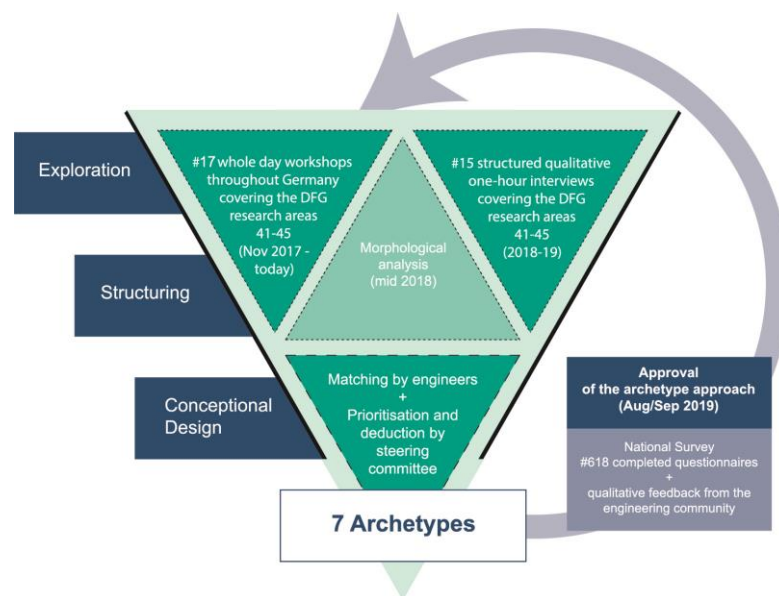 Exploration
#17 whole day workshops
throughout Germany
covering the DFG
research areas
41-45
(Nov 2017 -
today)
Morphological
analysis
(mid 2018)
#15 structured qualitative
one-hour interviews
covering the DFG
research areas
41-45
(2018-19)
Structuring
Conceptional
Design
Matching by engineers
+
Prioritisation and
deduction by
steering
committee
Approval
of the archetype approach
(Aug/Sep 2019)
National Survey
#618 completed questionnaires
+
qualitative feedback from the
engineering community
7 Archetypes